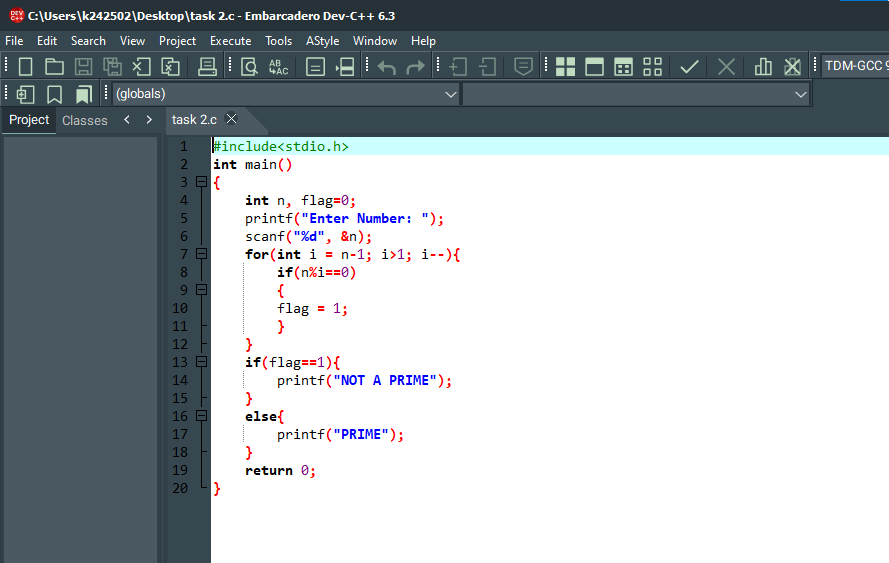 C:\Users\k242502\Desktop\task 2.c - Embarcadero Dev-C++ 6.3
File Edit Search View Project Execute Tools AStyle Window Help
TDM-GCC 9
(globals)
Project Classes task 2.c
1 #include<stdio.h>
2 int main()
3 {
4 int n, flag=0;
5 printf("Enter Number: ");
6 scanf("%d", &n);
7 for(int i = n-1; i>1; i--){
8 if(n%i==0)
9 {
10 flag = 1;
11 }
12 }
13 if(flag==1){
14 printf("NOT A PRIME");
15 }
16 else{
17 printf("PRIME");
18 }
19 return 0;
20 }